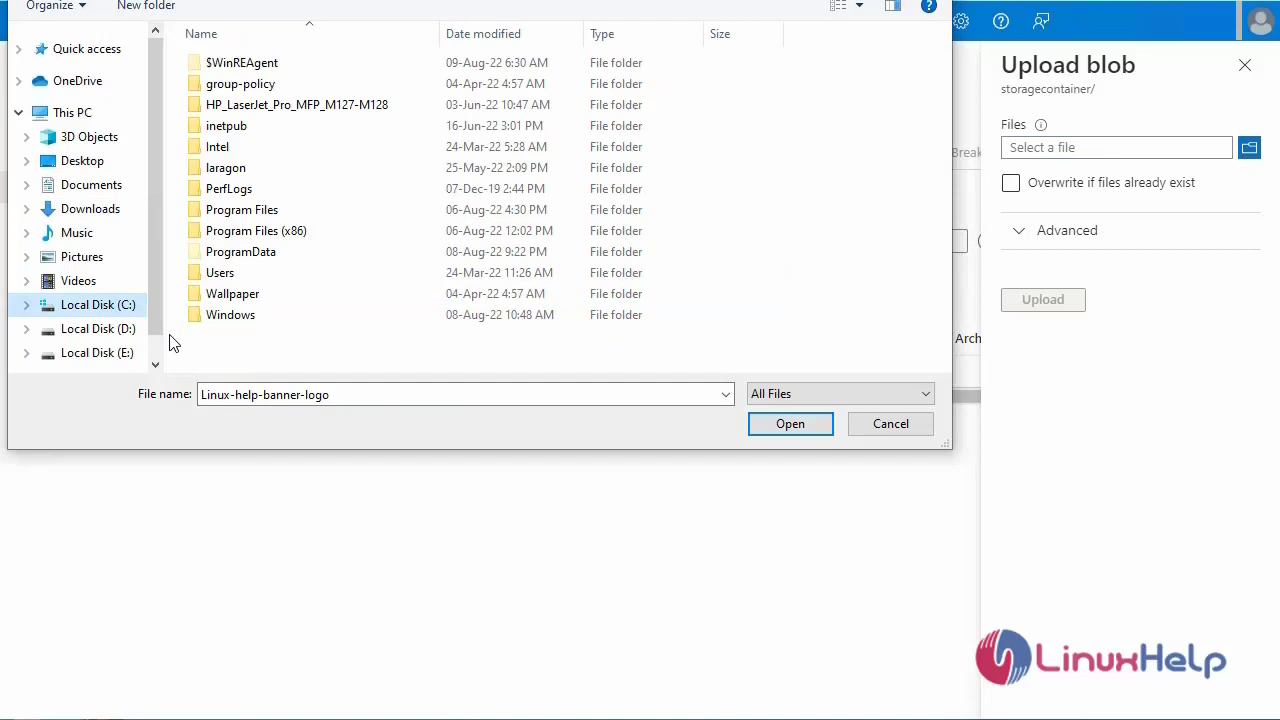 Organize
New folder
Name
Date modified
Type
Size
Quick access
OneDrive
This PC
3D Objects
Desktop
Documents
Downloads
Music
Pictures
Videos
Local Disk (C:)
Local Disk (D:)
Local Disk (E:)
$WinREAgent 09-Aug-22 6:30 AM File folder
group-policy 04-Apr-22 4:57 AM File folder
HP_LaserJet_Pro_MFP_M127-M128 03-Jun-22 10:47 AM File folder
inetpub 16-Jun-22 3:01 PM File folder
Intel 24-Mar-22 5:28 AM File folder
laragon 25-May-22 2:09 PM File folder
PerfLogs 07-Dec-19 2:44 PM File folder
Program Files 06-Aug-22 4:30 PM File folder
Program Files (x86) 06-Aug-22 12:02 PM File folder
ProgramData 08-Aug-22 9:22 PM File folder
Users 24-Mar-22 11:26 AM File folder
Wallpaper 04-Apr-22 4:57 AM File folder
Windows 08-Aug-22 10:48 AM File folder
File name: Linux-help-banner-logo
All Files
Open
Cancel
Break
Arch
Upload blob
storagecontainer/
Files
Select a file
Overwrite if files already exist
Advanced
Upload
LinuxHelp